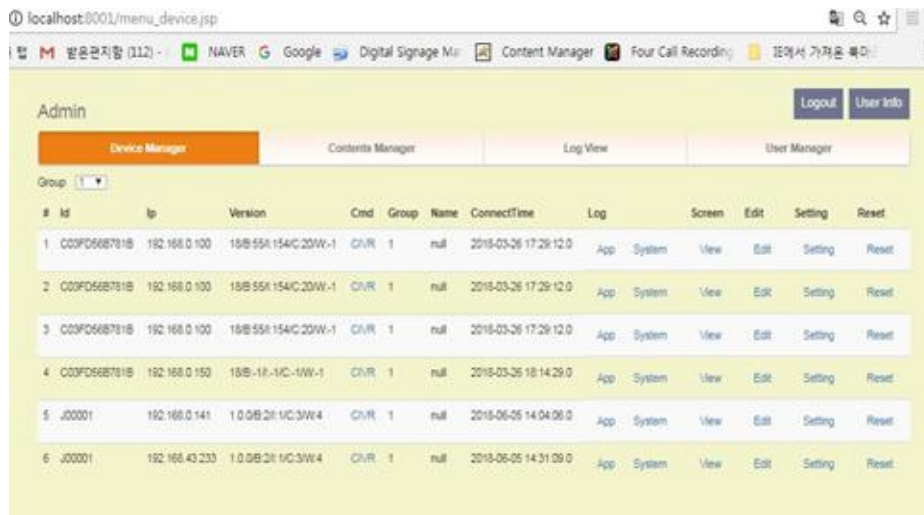 localhost:8001/menu_device.jsp
탭 받은편지함 (112) - NAVER Google Digital Signage Ma Content Manager Four Call Recording IE에서 가져온 북마
Logout User Info
Admin
Device Manager Contents Manager Log View User Manager
Group 1
# Id Ip Version Cmd Group Name ConnectTime Log Screen Edit Setting Reset
1 C03FD56B781B 192.168.0.100 18/B:55/I:154/C:20/W:-1 C/V/R 1 null 2018-03-26 17:29:12.0 App System View Edit Setting Reset
2 C03FD56B781B 192.168.0.100 18/B:55/I:154/C:20/W:-1 C/V/R 1 null 2018-03-26 17:29:12.0 App System View Edit Setting Reset
3 C03FD56B781B 192.168.0.100 18/B:55/I:154/C:20/W:-1 C/V/R 1 null 2018-03-26 17:29:12.0 App System View Edit Setting Reset
4 C03FD56B781B 192.168.0.150 18/B:-1/I:-1/C:-1/W:-1 C/V/R 1 null 2018-03-26 18:14:29.0 App System View Edit Setting Reset
5 J00001 192.168.0.141 1.0.0/B:2/I:1/C:3/W:4 C/V/R 1 null 2018-06-05 14:04:06.0 App System View Edit Setting Reset
6 J00001 192.168.43.233 1.0.0/B:2/I:1/C:3/W:4 C/V/R 1 null 2018-06-05 14:31:09.0 App System View Edit Setting Reset